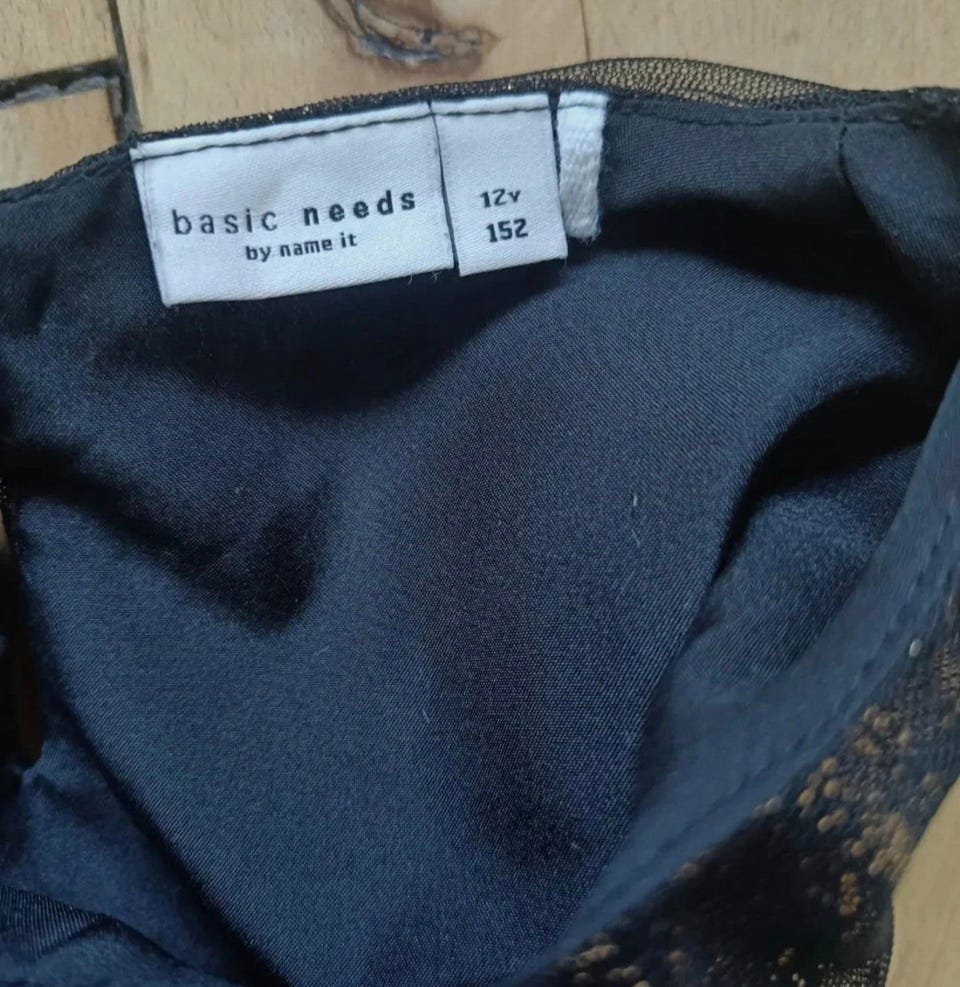 basic needs
by name it
12Y
152